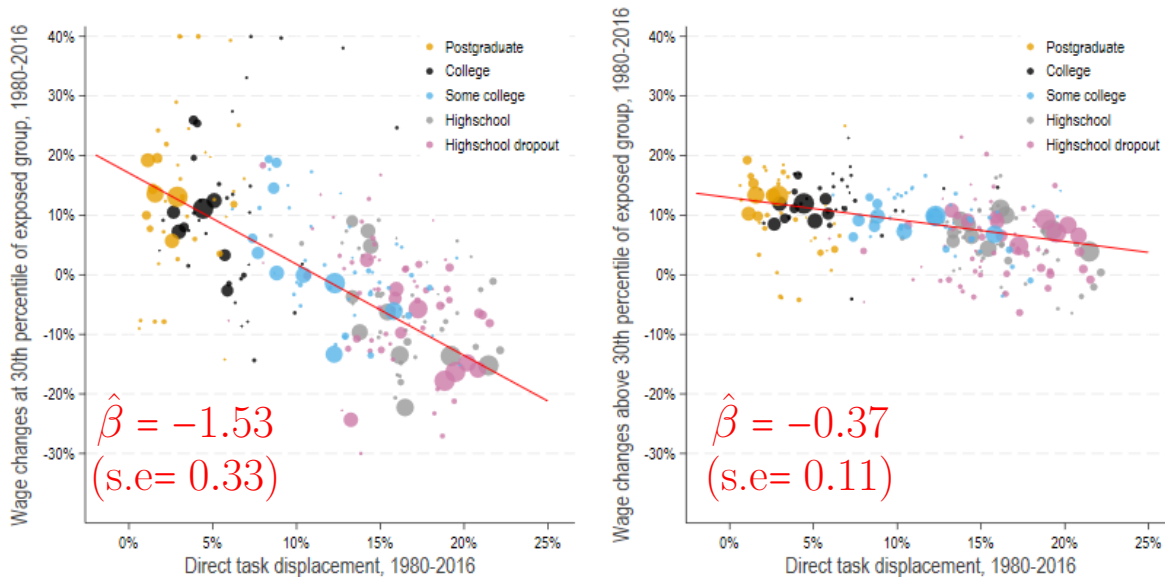 Wage changes at 30th percentile of exposed group, 1980-2016
40%
30%
20%
10%
0%
-10%
-20%
-30%
Postgraduate
College
Some college
Highschool
Highschool dropout
β̂ = −1.53
(s.e= 0.33)
0%
5%
10%
15%
20%
25%
Direct task displacement, 1980-2016
Wage changes above 30th percentile of exposed group, 1980-2016
40%
30%
20%
10%
0%
-10%
-20%
-30%
Postgraduate
College
Some college
Highschool
Highschool dropout
β̂ = −0.37
(s.e= 0.11)
0%
5%
10%
15%
20%
25%
Direct task displacement, 1980-2016